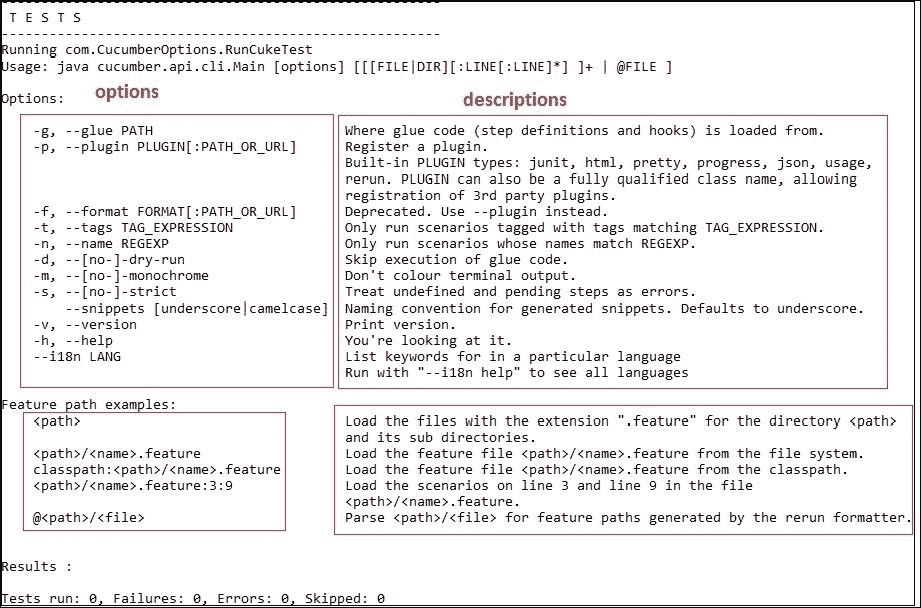 -------------------------------------------------------
T E S T S
-------------------------------------------------------
Running com.CucumberOptions.RunCukeTest
Usage: java cucumber.api.cli.Main [options] [[[FILE|DIR][:LINE[:LINE]*] ]+ | @FILE ]
Options:
options
descriptions
-g, --glue PATH Where glue code (step definitions and hooks) is loaded from.
-p, --plugin PLUGIN[:PATH_OR_URL] Register a plugin.
Built-in PLUGIN types: junit, html, pretty, progress, json, usage,
rerun. PLUGIN can also be a fully qualified class name, allowing
registration of 3rd party plugins.
-f, --format FORMAT[:PATH_OR_URL] Deprecated. Use --plugin instead.
-t, --tags TAG_EXPRESSION Only run scenarios tagged with tags matching TAG_EXPRESSION.
-n, --name REGEXP Only run scenarios whose names match REGEXP.
-d, --[no-]-dry-run Skip execution of glue code.
-m, --[no-]-monochrome Don't colour terminal output.
-s, --[no-]-strict Treat undefined and pending steps as errors.
--snippets [underscore|camelcase] Naming convention for generated snippets. Defaults to underscore.
-v, --version Print version.
-h, --help You're looking at it.
--i18n LANG List keywords for in a particular language
Run with "--i18n help" to see all languages
Feature path examples:
<path> Load the files with the extension ".feature" for the directory <path>
and its sub directories.
<path>/<name>.feature Load the feature file <path>/<name>.feature from the file system.
classpath:<path>/<name>.feature Load the feature file <path>/<name>.feature from the classpath.
<path>/<name>.feature:3:9 Load the scenarios on line 3 and line 9 in the file
<path>/<name>.feature.
@<path>/<file> Parse <path>/<file> for feature paths generated by the rerun formatter.
Results :
Tests run: 0, Failures: 0, Errors: 0, Skipped: 0